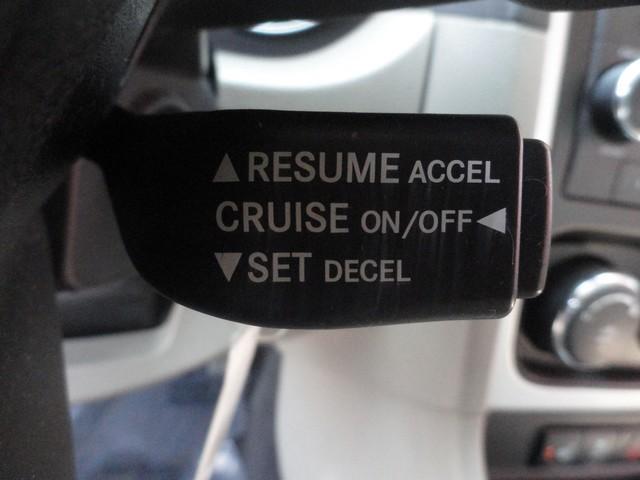 ▲RESUME ACCEL
CRUISE ON/OFF◀
▼SET DECEL